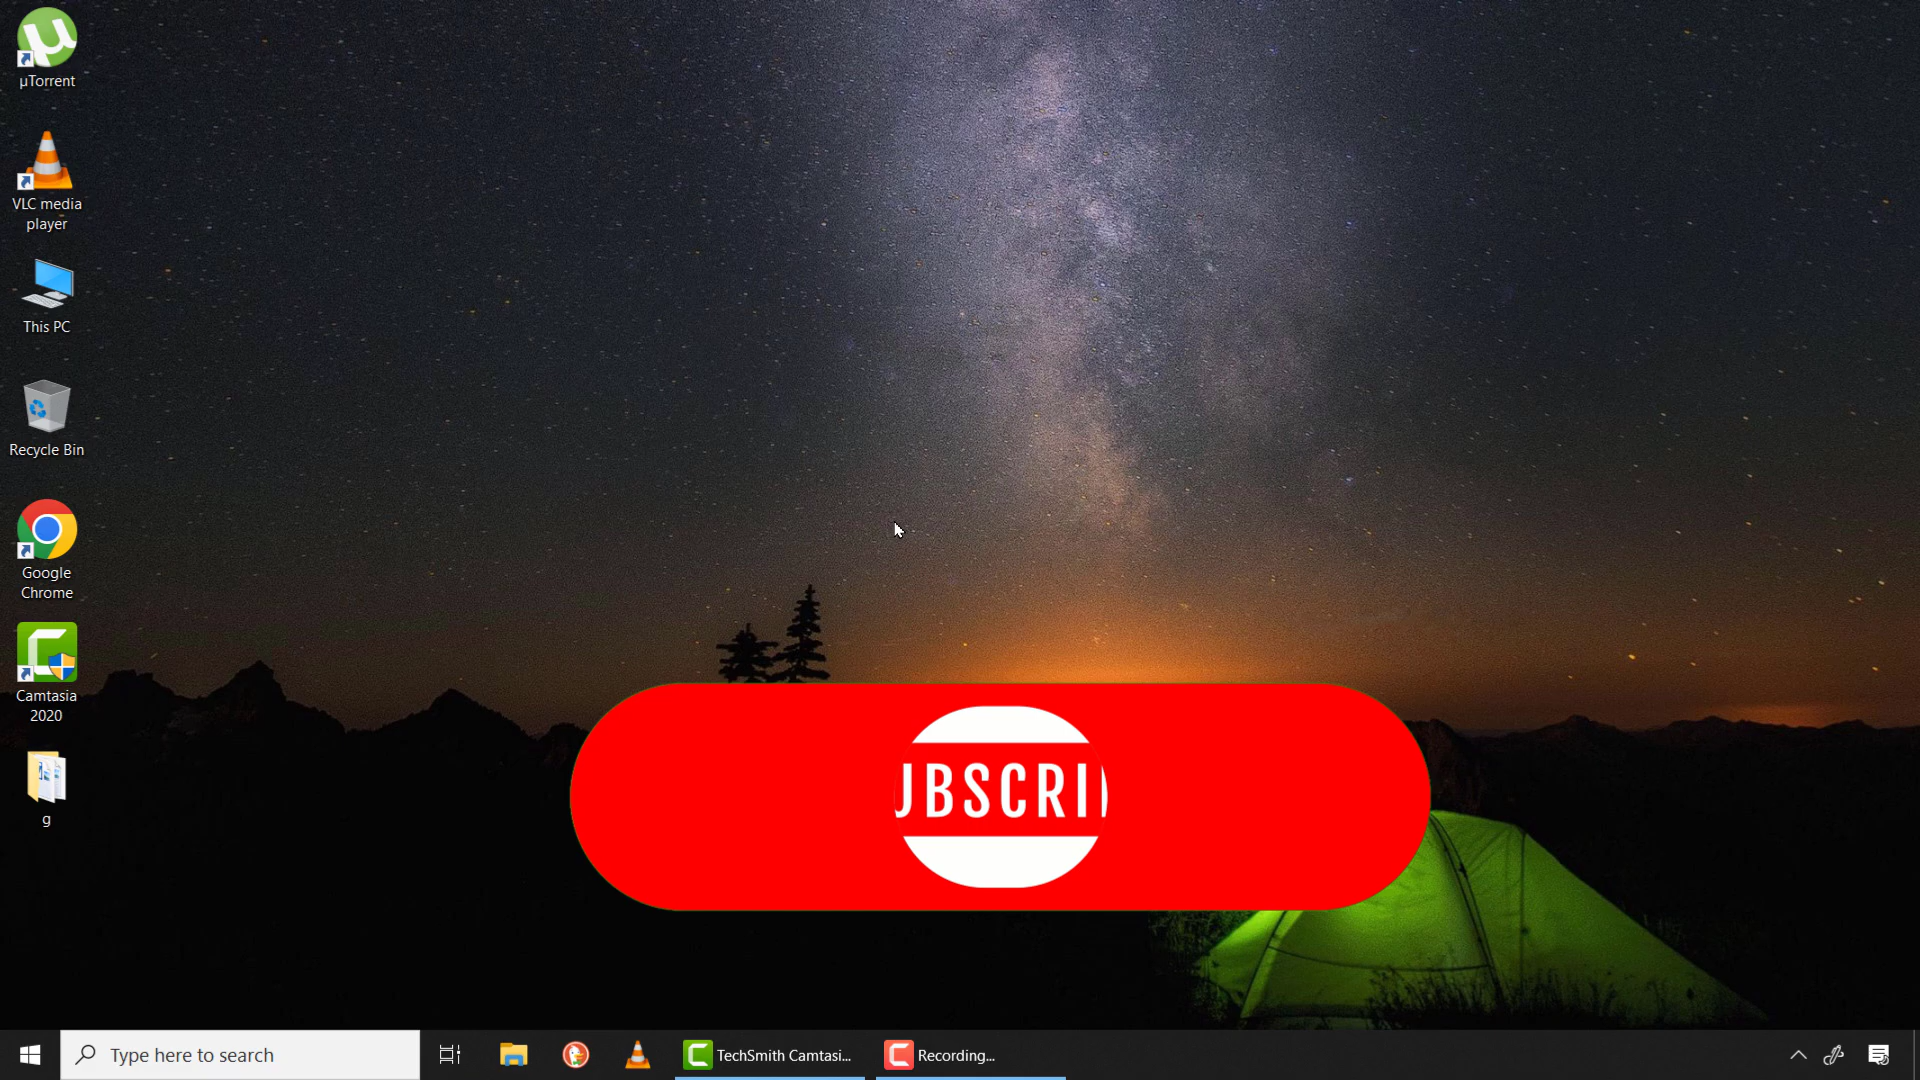 µTorrent
VLC media
player
This PC
Recycle Bin
Google
Chrome
Camtasia
2020
g
UBSCRI
Type here to search
TechSmith Camtasi...
Recording...